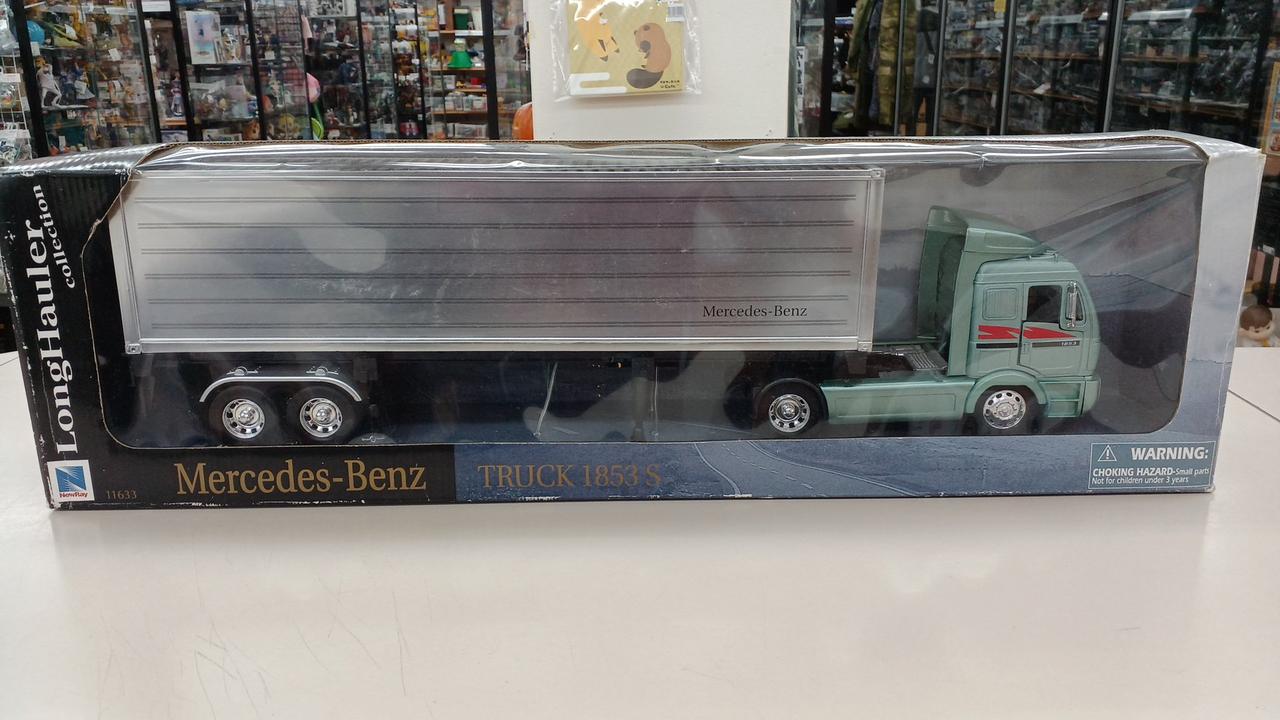 LongHauler
collection
NewRay
11633
Mercedes-Benz
1853
Mercedes-Benz
TRUCK 1853 S
WARNING:
CHOKING HAZARD-Small parts
Not for children under 3 years